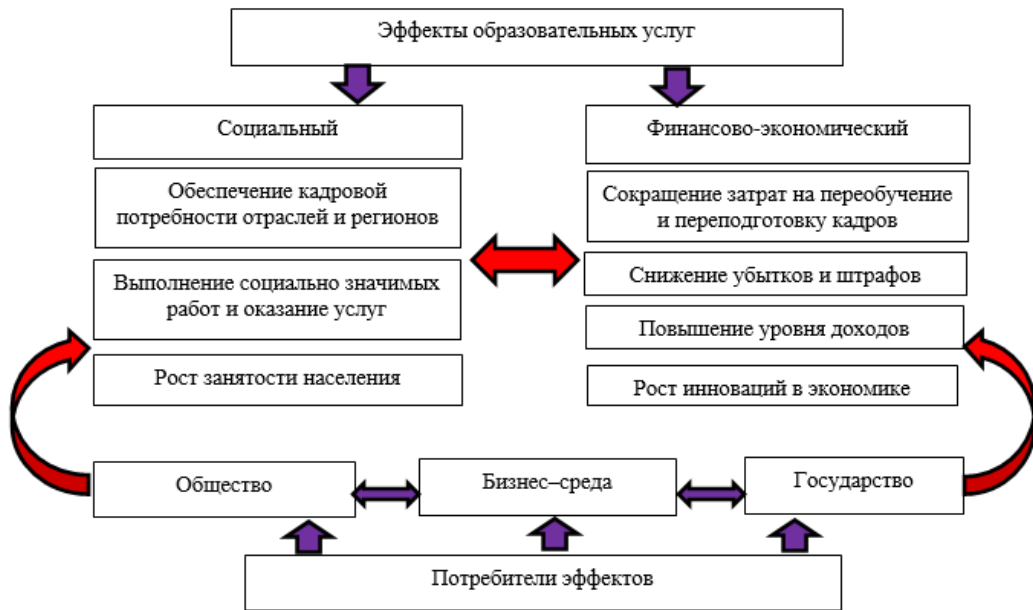 Эффекты образовательных услуг
Социальный
Финансово-экономический
Обеспечение кадровой
потребности отраслей и регионов
Сокращение затрат на переобучение
и переподготовку кадров
Выполнение социально значимых
работ и оказание услуг
Снижение убытков и штрафов
Повышение уровня доходов
Рост занятости населения
Рост инноваций в экономике
Общество
Бизнес–среда
Государство
Потребители эффектов